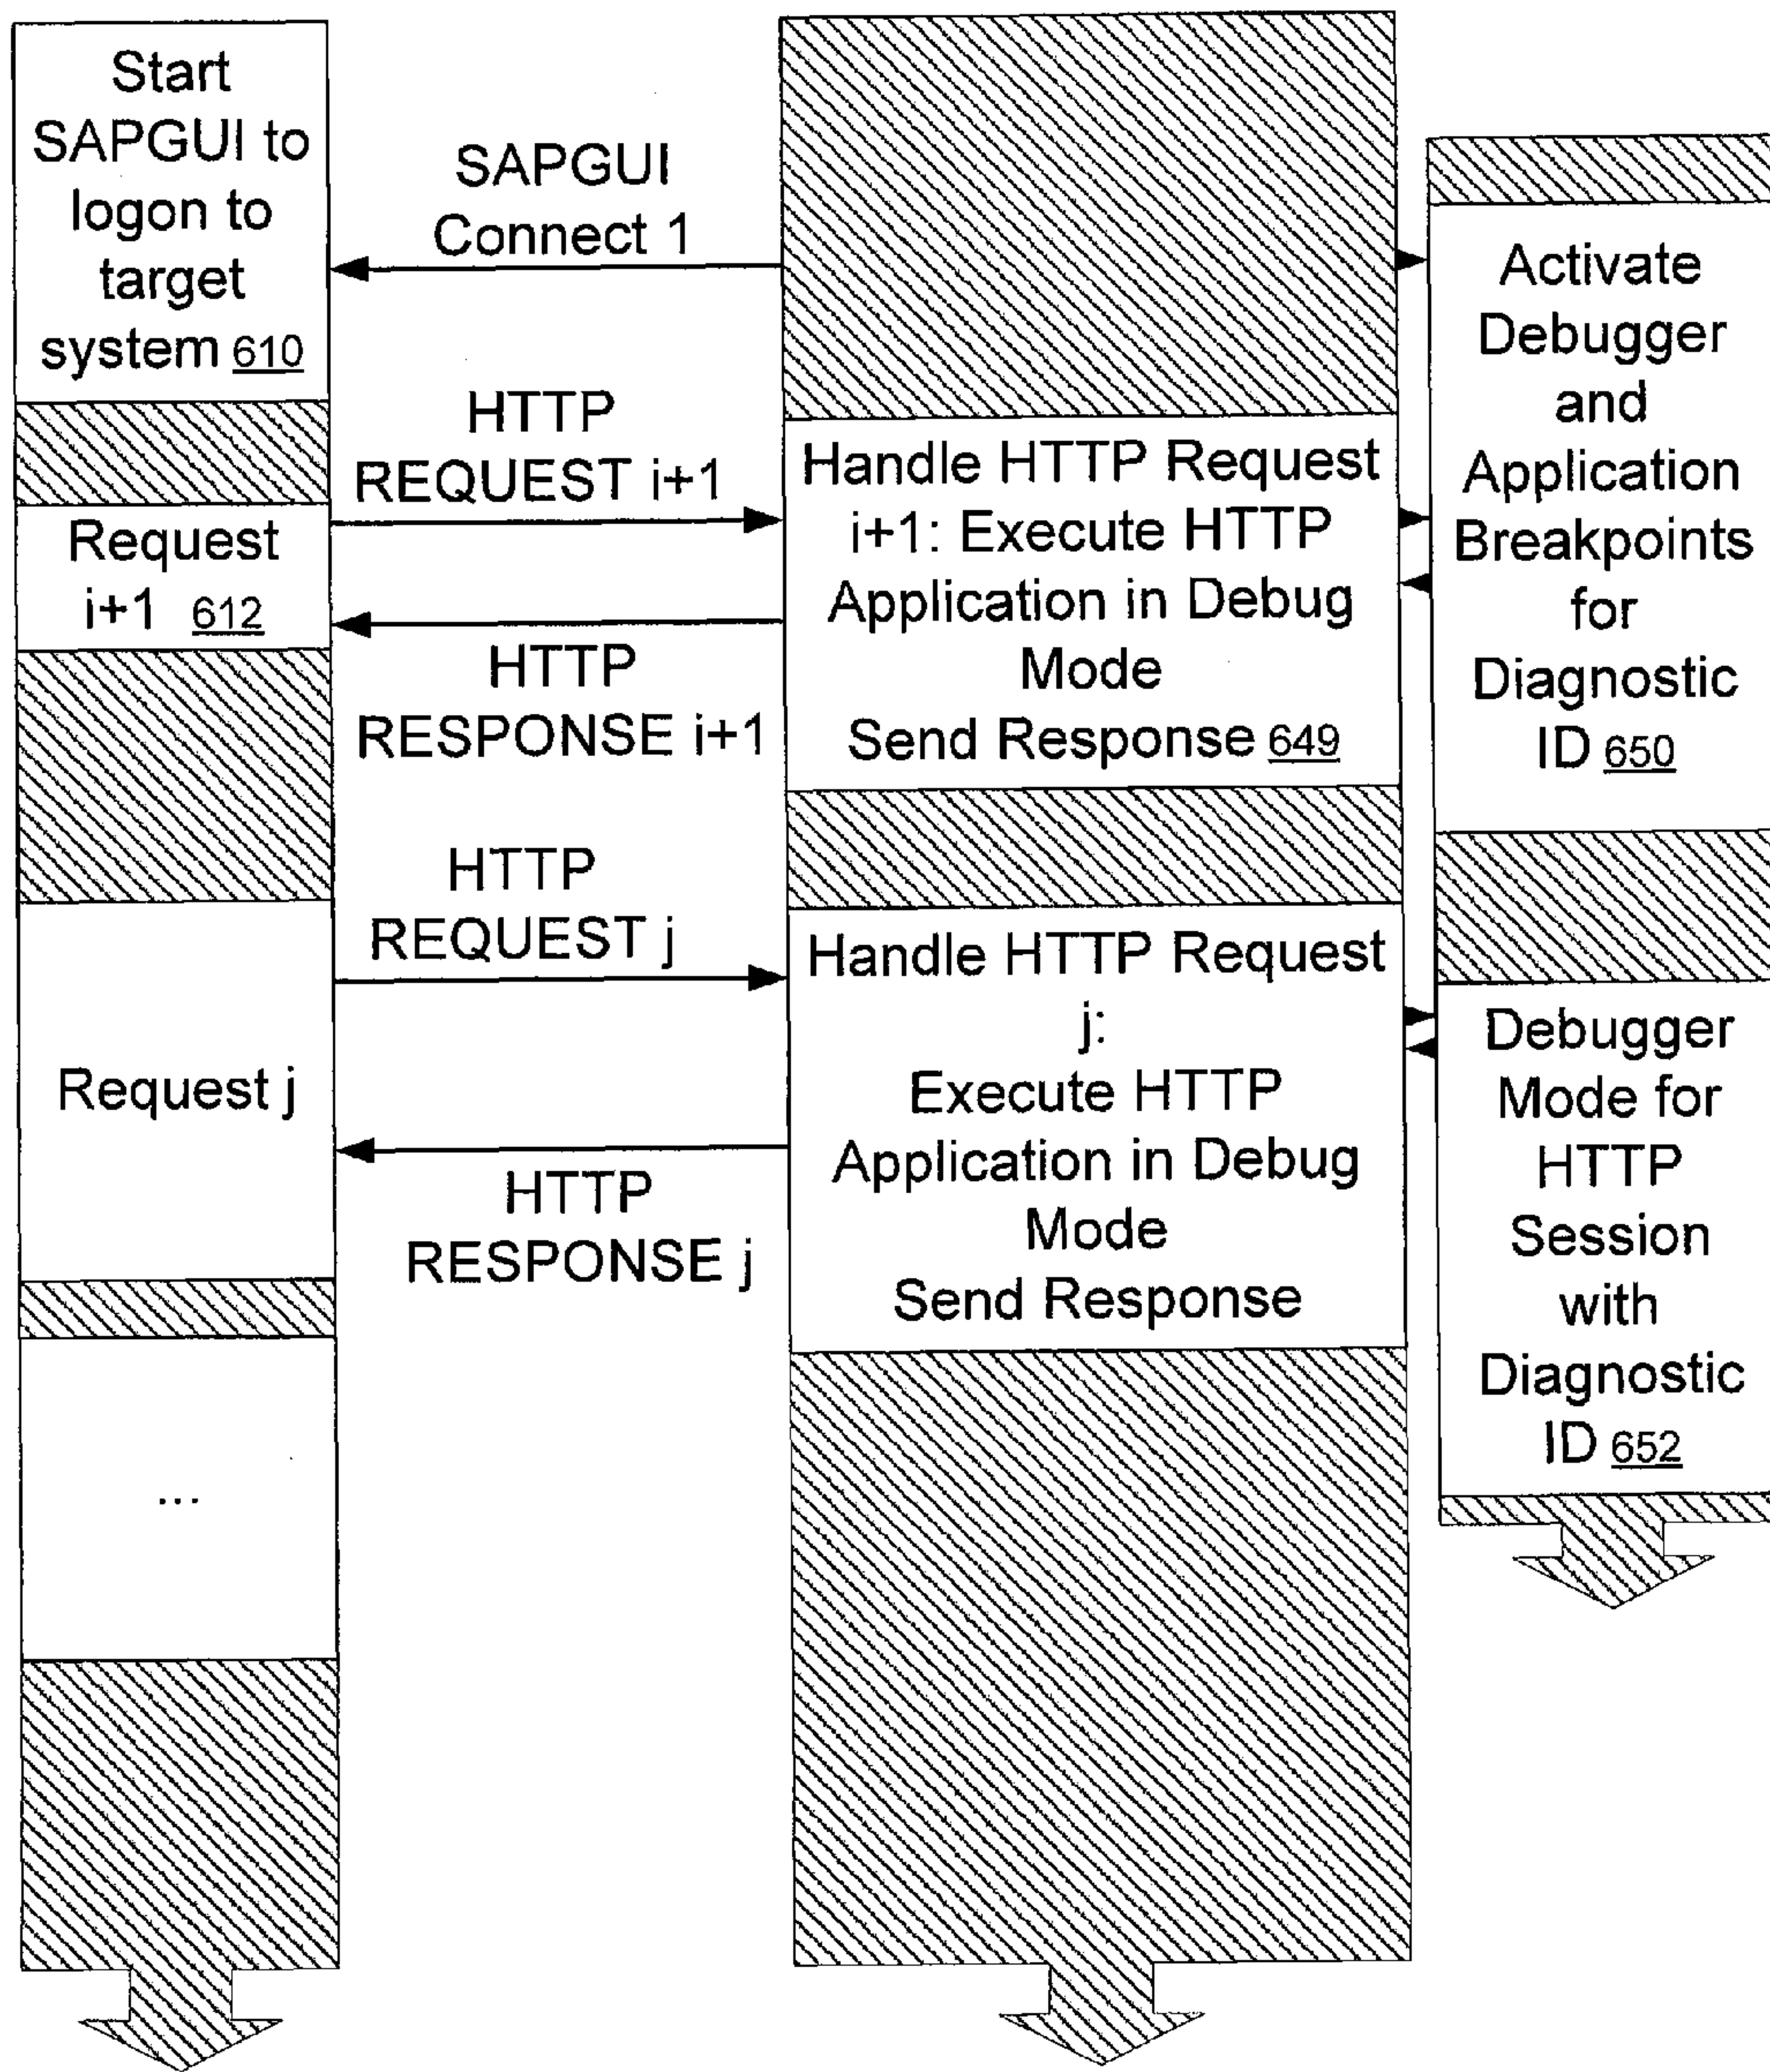 Start
SAPGUI to
logon to
target
system 610
SAPGUI
Connect 1
HTTP
REQUEST i+1
Request
i+1 612
HTTP
RESPONSE i+1
HTTP
REQUEST j
Request j
HTTP
RESPONSE j
...
Handle HTTP Request
i+1: Execute HTTP
Application in Debug
Mode
Send Response 649
Handle HTTP Request
j:
Execute HTTP
Application in Debug
Mode
Send Response
Activate
Debugger
and
Application
Breakpoints
for
Diagnostic
ID 650
Debugger
Mode for
HTTP
Session
with
Diagnostic
ID 652